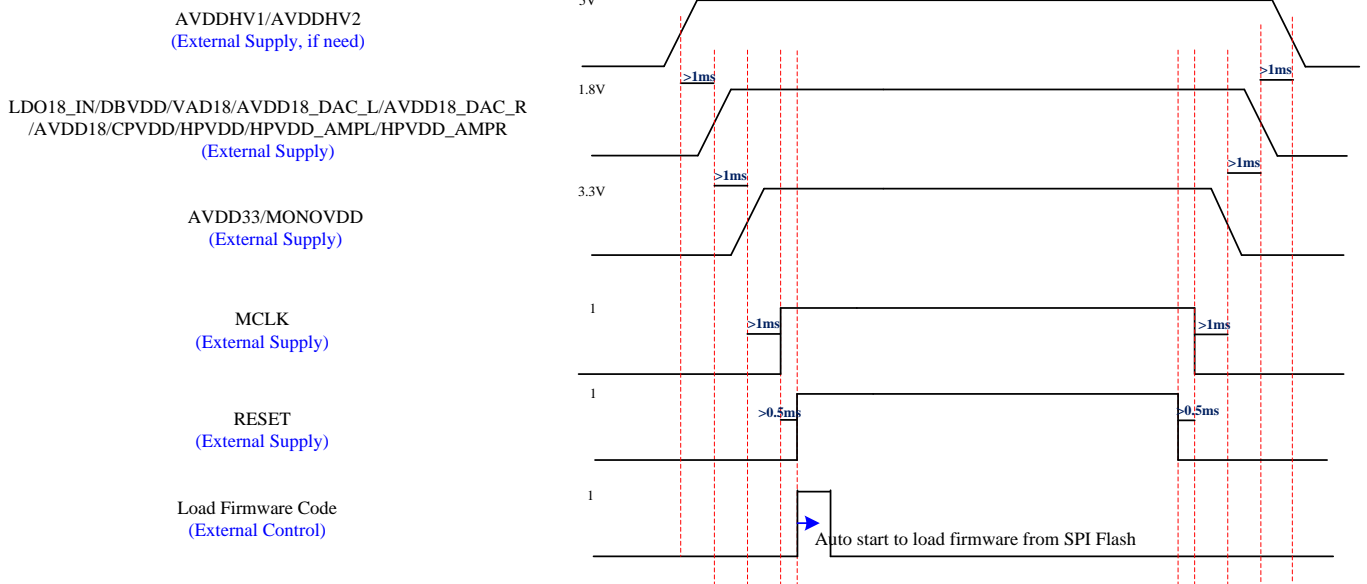 5V
AVDDHV1/AVDDHV2
(External Supply, if need)
>1ms
>1ms
1.8V
LDO18_IN/DBVDD/VAD18/AVDD18_DAC_L/AVDD18_DAC_R
/AVDD18/CPVDD/HPVDD/HPVDD_AMPL/HPVDD_AMPR
(External Supply)
>1ms
>1ms
3.3V
AVDD33/MONOVDD
(External Supply)
1
MCLK
(External Supply)
>1ms
>1ms
1
RESET
(External Supply)
>0.5ms
>0.5ms
1
Load Firmware Code
(External Control)
Auto start to load firmware from SPI Flash